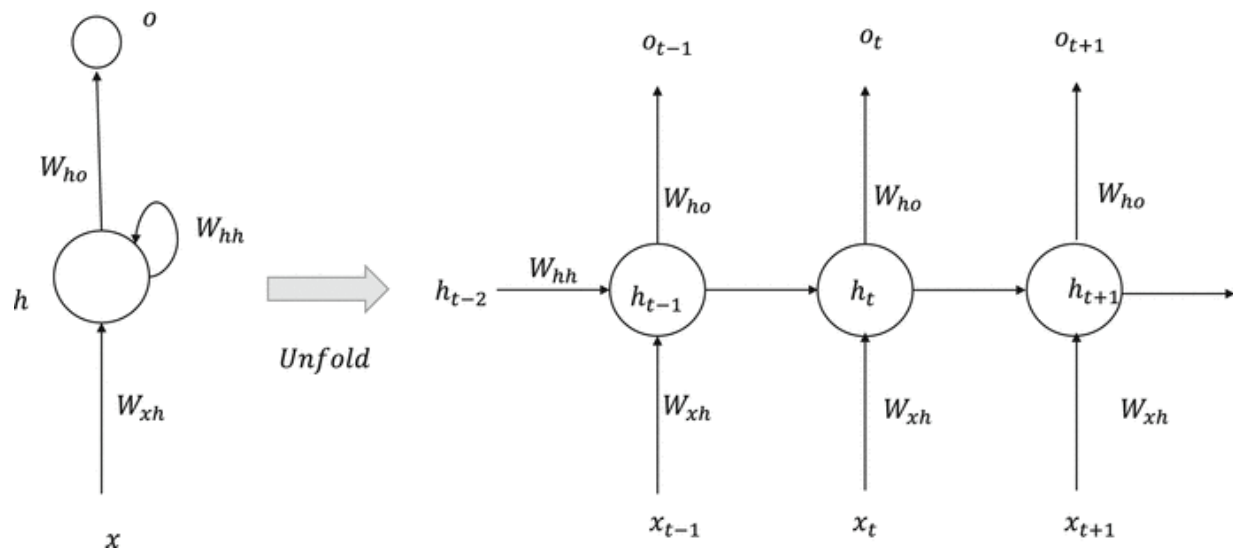 o
o_{t-1} o_t o_{t+1}
W_{ho}
W_{ho} W_{ho} W_{ho}
W_{hh}
W_{hh}
h h_{t-2} h_{t-1} h_t h_{t+1}
Unfold
W_{xh} W_{xh} W_{xh} W_{xh}
x x_{t-1} x_t x_{t+1}